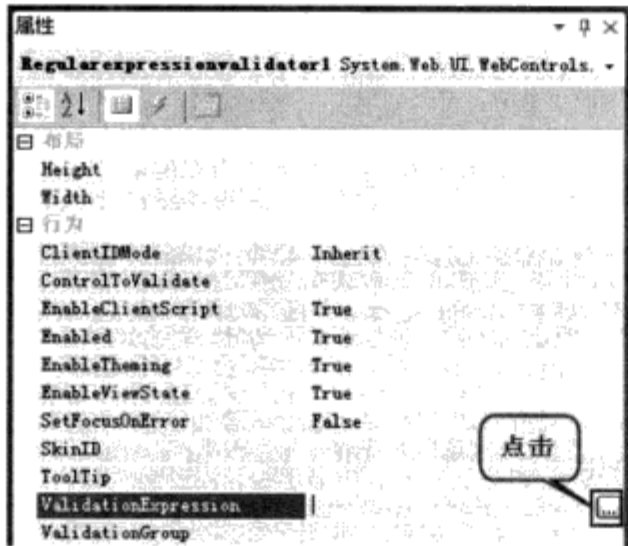 属性
Regularexpressionvalidator1 System.Web.UI.WebControls.
布局
Height
Width
行为
ClientIDMode Inherit
ControlToValidate
EnableClientScript True
Enabled True
EnableTheming True
EnableViewState True
SetFocusOnError False
SkinID
点击
ToolTip
ValidationExpression
...
ValidationGroup